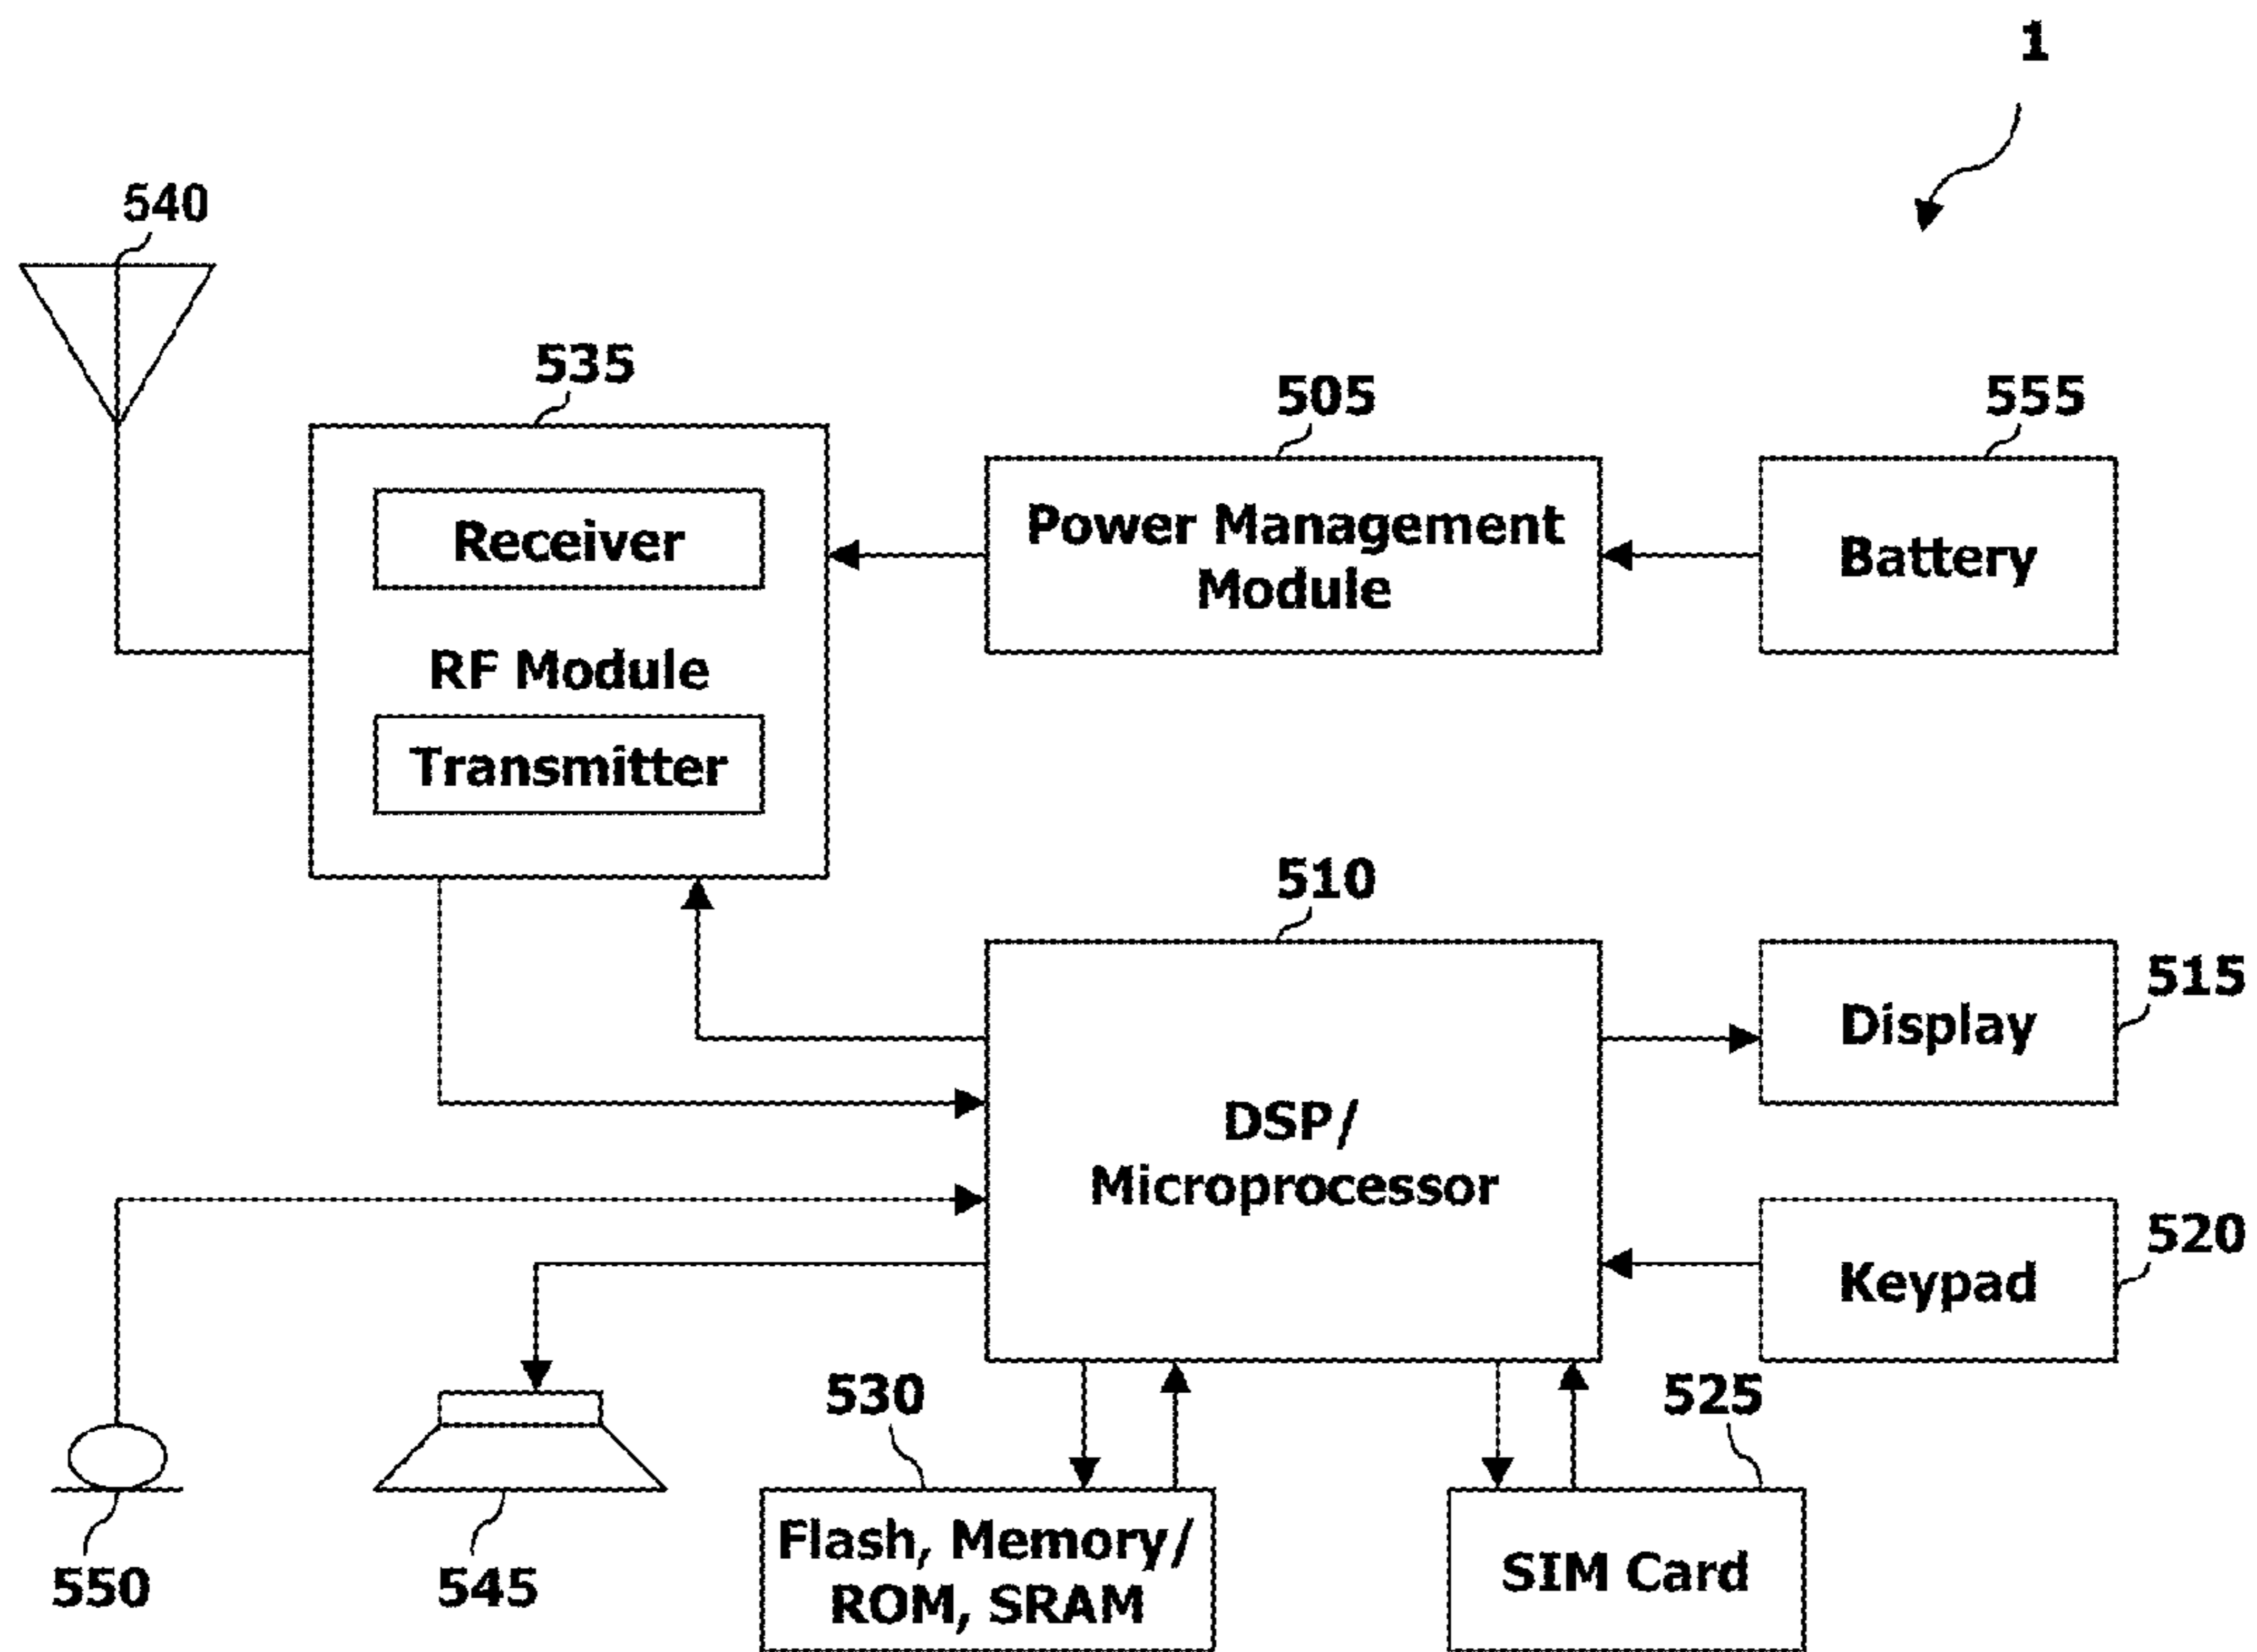 1
540
535
505
555
Receiver
Power Management
Module
Battery
RF Module
Transmitter
510
515
Display
DSP/
Microprocessor
520
Keypad
530
525
Flash, Memory/
ROM, SRAM
SIM Card
550
545